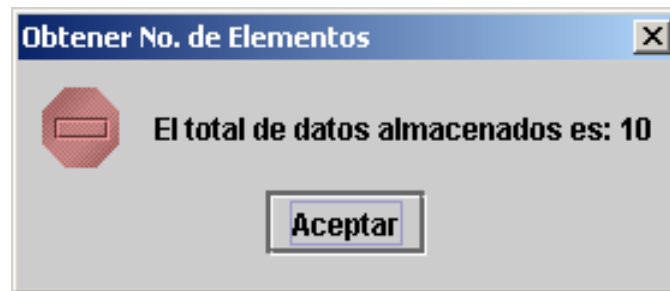 Obtener No. de Elementos
El total de datos almacenados es: 10
Aceptar